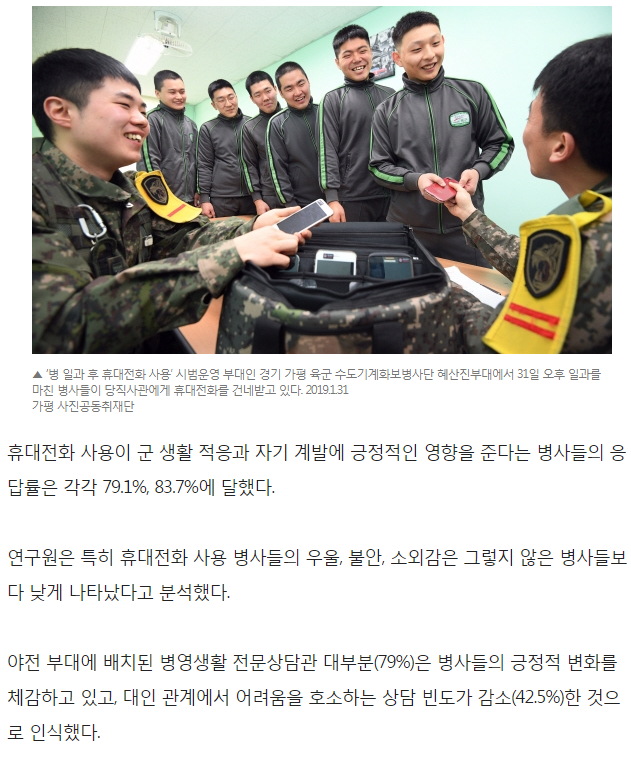 ▲ ‘병 일과 후 휴대전화 사용’ 시범운영 부대인 경기 가평 육군 수도기계화보병사단 혜산진부대에서 31일 오후 일과를
마친 병사들이 당직사관에게 휴대전화를 건네받고 있다. 2019.1.31
가평 사진공동취재단
휴대전화 사용이 군 생활 적응과 자기 계발에 긍정적인 영향을 준다는 병사들의 응
답률은 각각 79.1%, 83.7%에 달했다.
연구원은 특히 휴대전화 사용 병사들의 우울, 불안, 소외감은 그렇지 않은 병사들보
다 낮게 나타났다고 분석했다.
야전 부대에 배치된 병영생활 전문상담관 대부분(79%)은 병사들의 긍정적 변화를
체감하고 있고, 대인 관계에서 어려움을 호소하는 상담 빈도가 감소(42.5%)한 것으
로 인식했다.